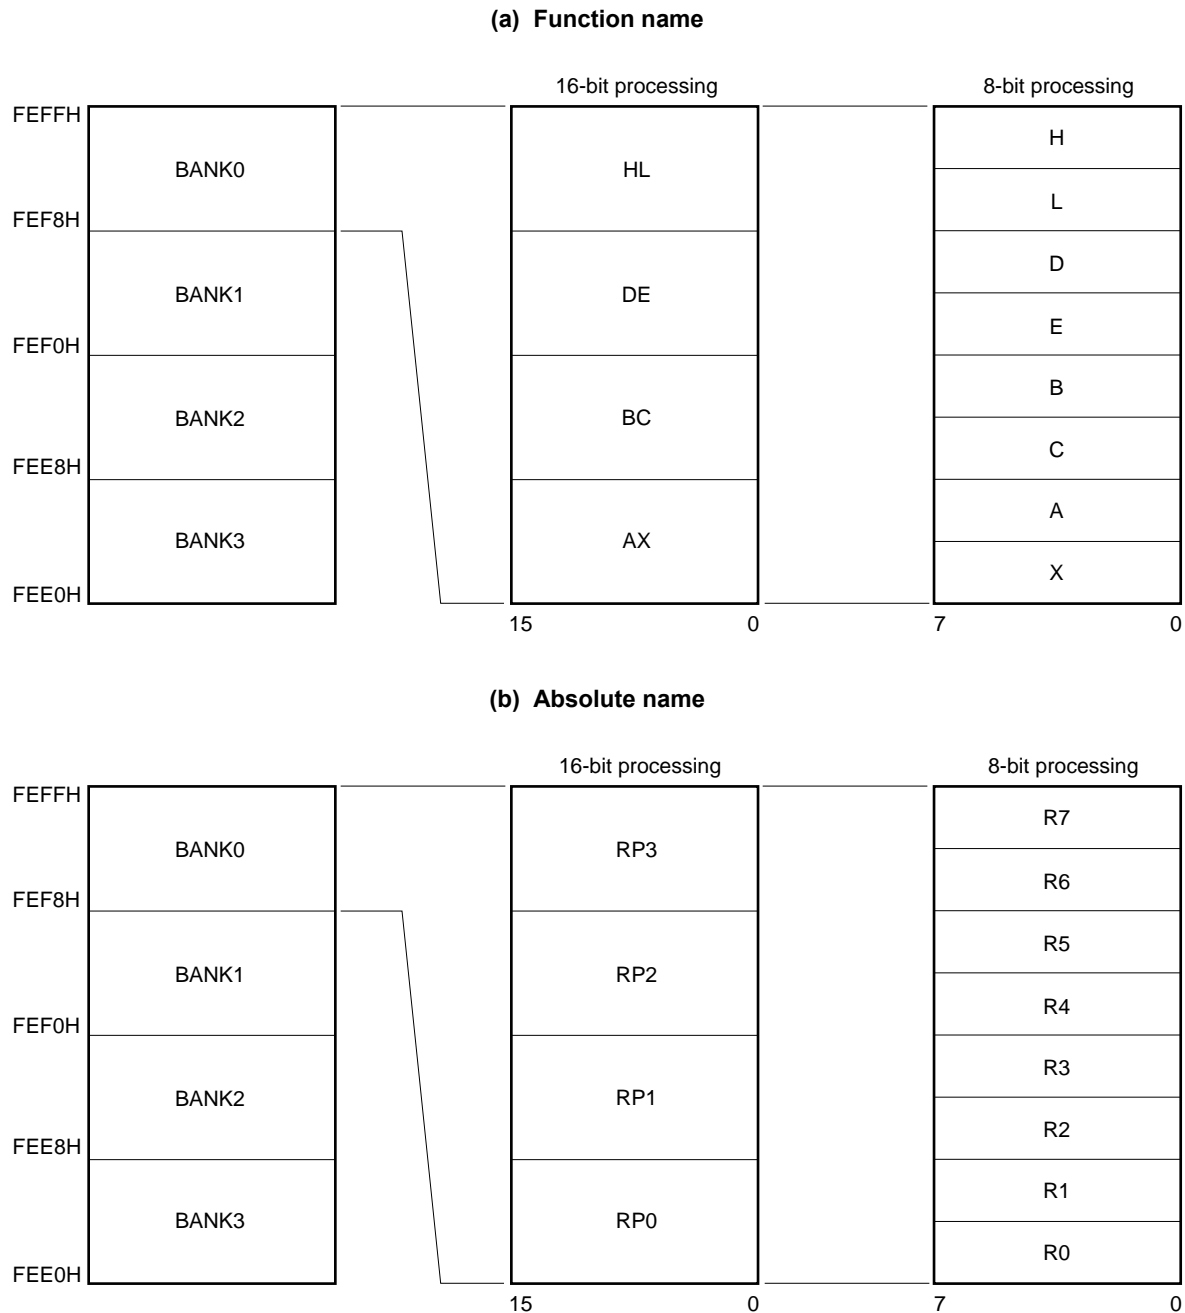 (a) Function name
16-bit processing 8-bit processing
FEFFH
H
BANK0 HL
L
FEF8H
D
BANK1 DE
E
FEF0H
B
BANK2 BC
C
FEE8H
A
BANK3 AX
X
FEE0H
15 0 7 0
(b) Absolute name
16-bit processing 8-bit processing
FEFFH
R7
BANK0 RP3
R6
FEF8H
R5
BANK1 RP2
R4
FEF0H
R3
BANK2 RP1
R2
FEE8H
R1
BANK3 RP0
R0
FEE0H
15 0 7 0